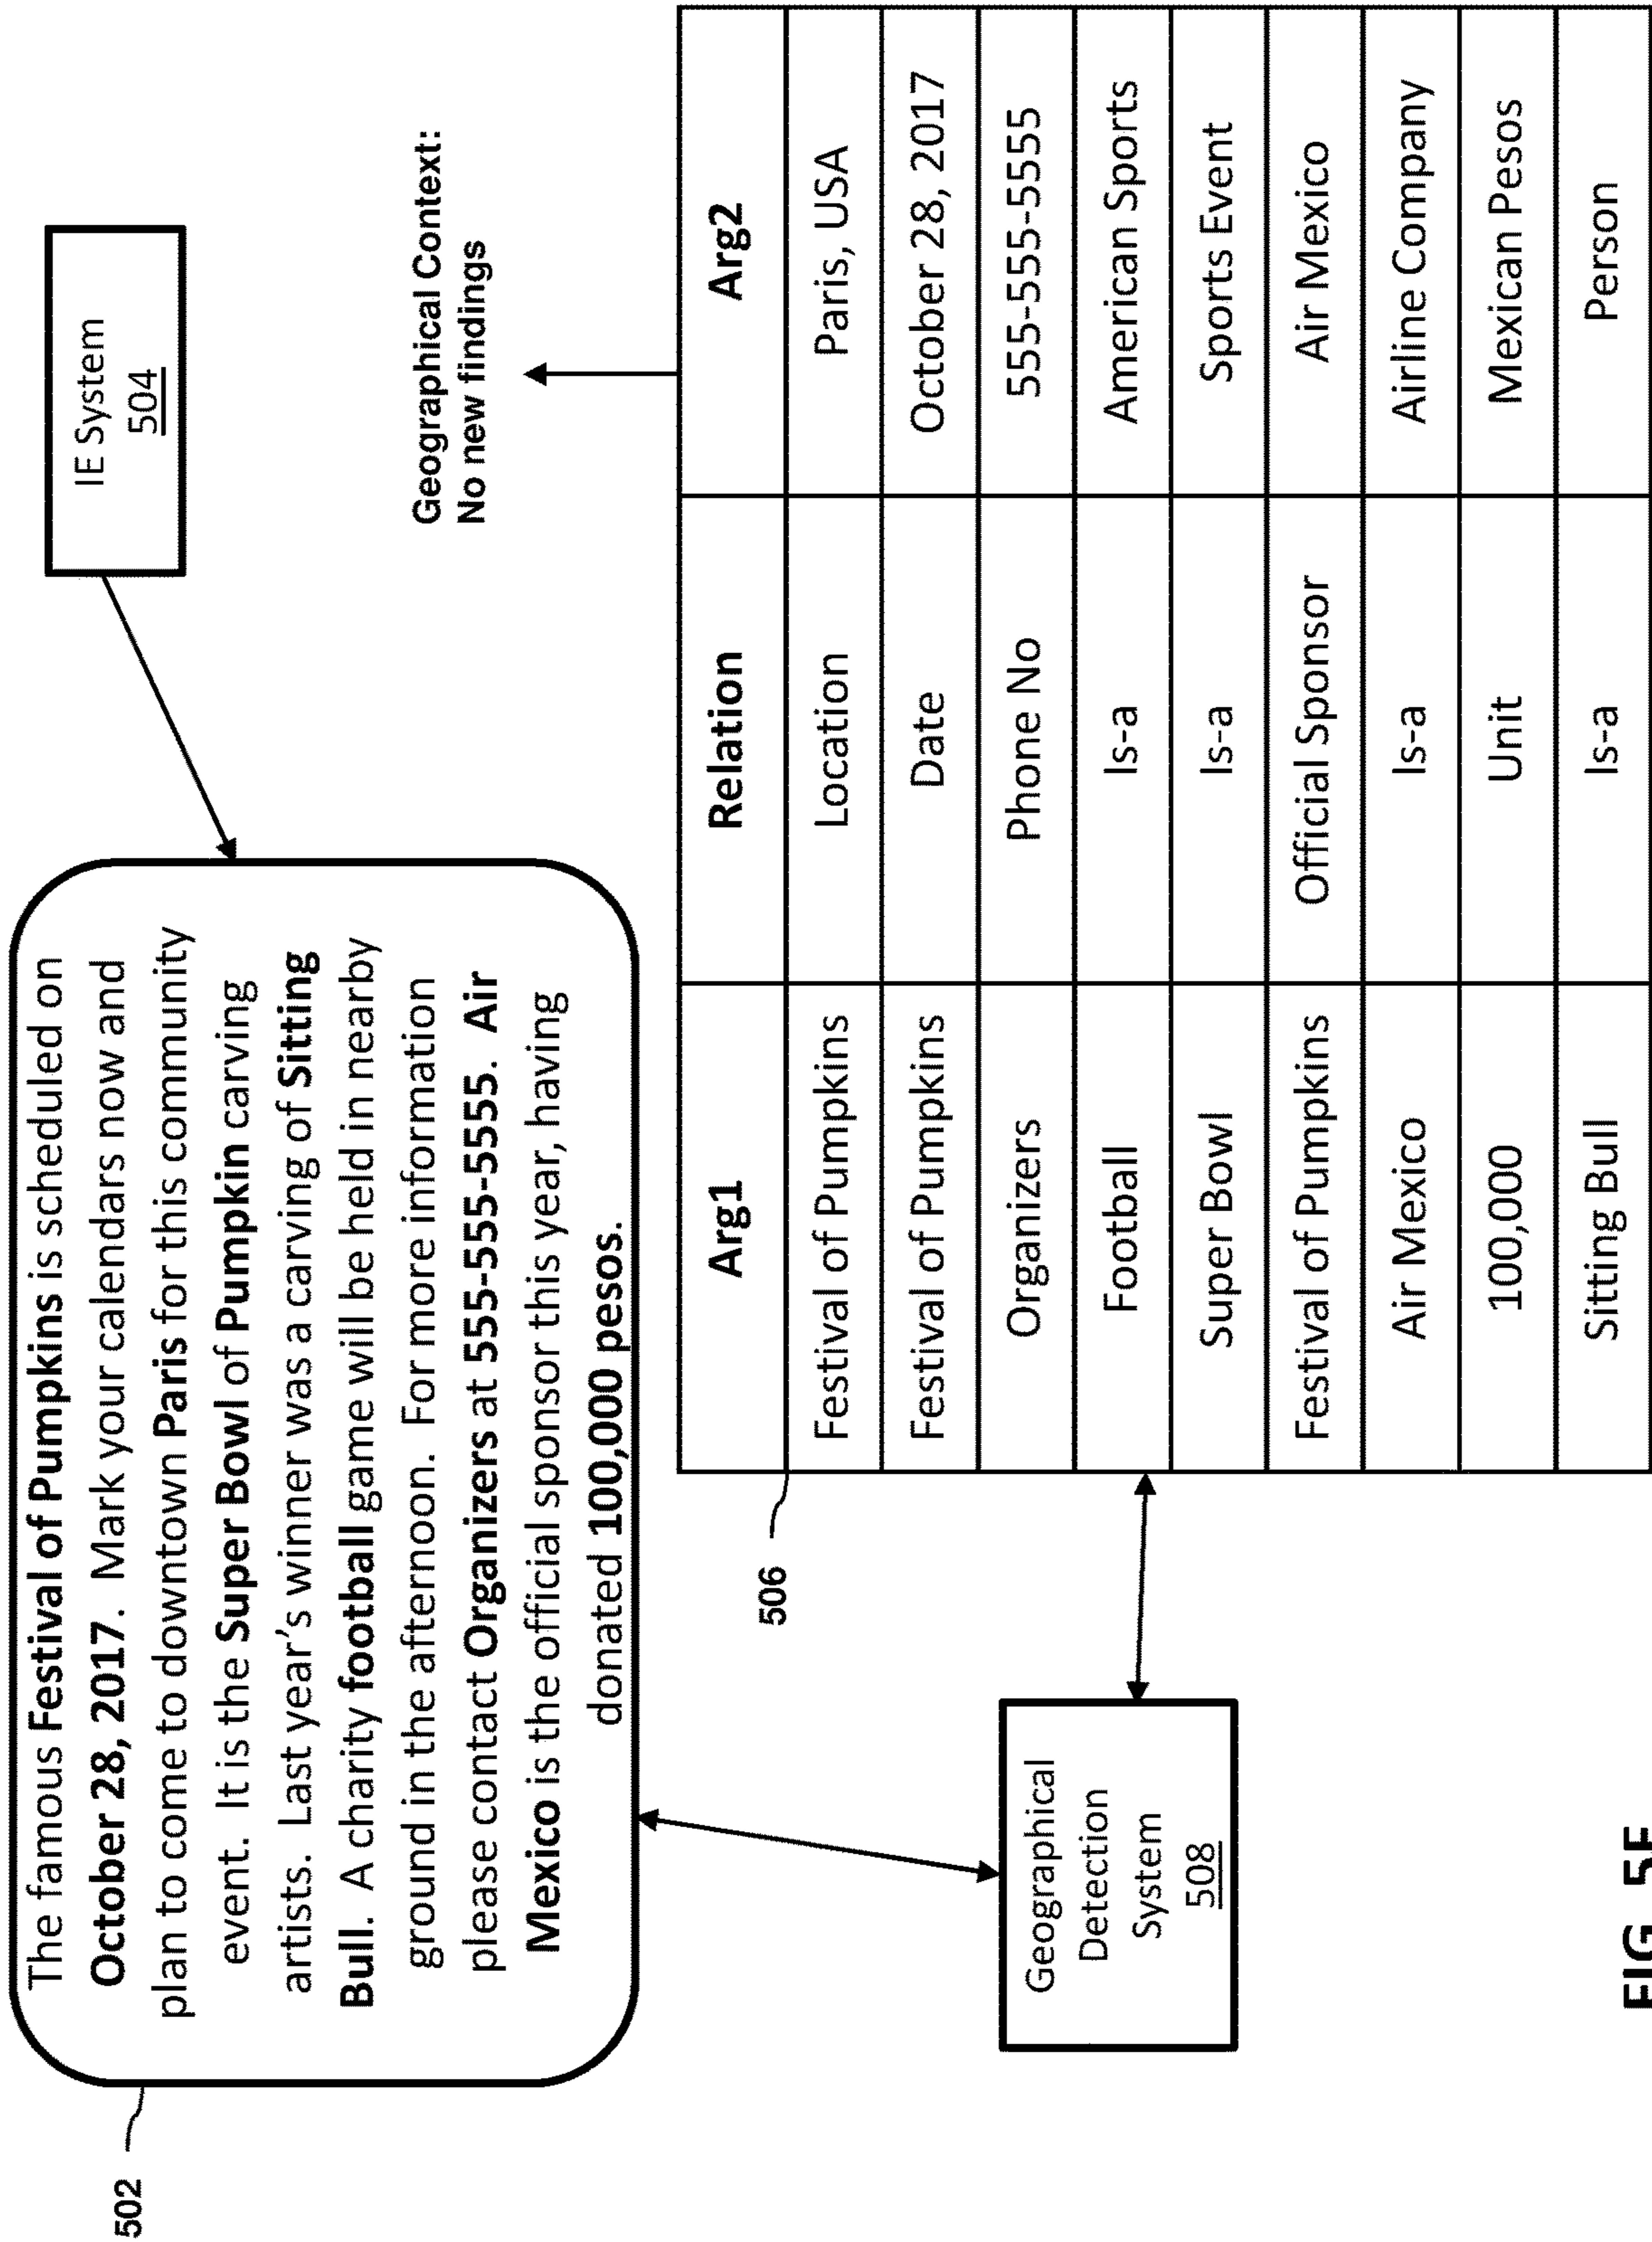 502
The famous Festival of Pumpkins is scheduled on
October 28, 2017. Mark your calendars now and
plan to come to downtown Paris for this community
event. It is the Super Bowl of Pumpkin carving
artists. Last year's winner was a carving of Sitting
Bull. A charity football game will be held in nearby
ground in the afternoon. For more information
please contact Organizers at 555-555-5555. Air
Mexico is the official sponsor this year, having
donated 100,000 pesos.
IE System
504
Geographical Context:
No new findings
Geographical
Detection
System
508
506
Arg1 Relation Arg2
Festival of Pumpkins Location Paris, USA
Festival of Pumpkins Date October 28, 2017
Organizers Phone No 555-555-5555
Football Is-a American Sports
Super Bowl Is-a Sports Event
Festival of Pumpkins Official Sponsor Air Mexico
Air Mexico Is-a Airline Company
100,000 Unit Mexican Pesos
Sitting Bull Is-a Person